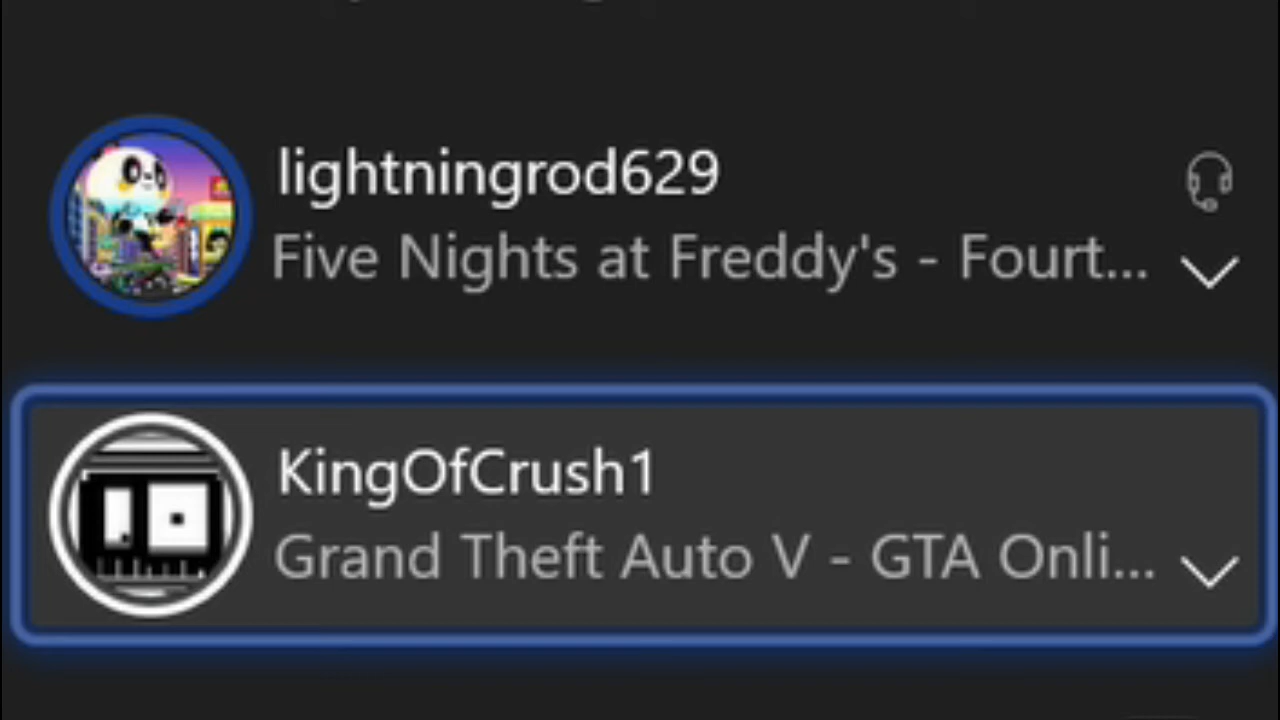 lightningrod629
Five Nights at Freddy's - Fourt...
KingOfCrush1
Grand Theft Auto V - GTA Onli...